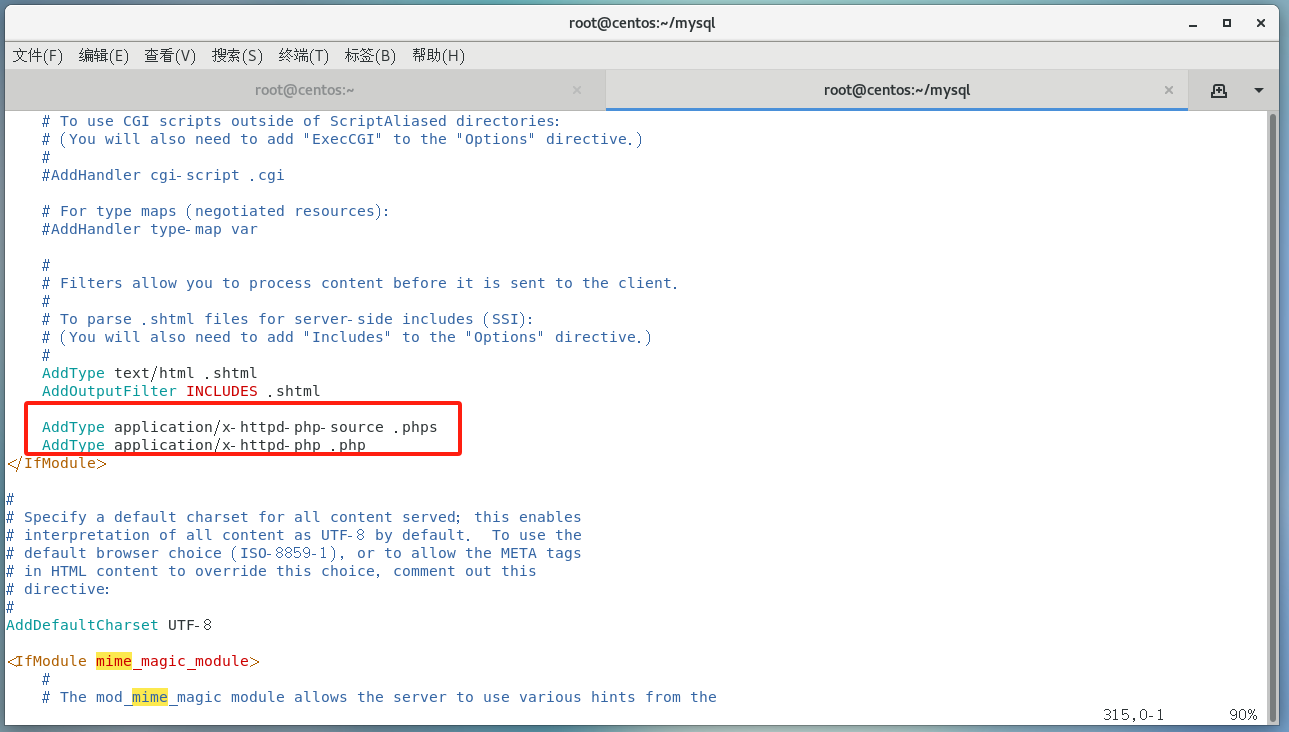 root@centos:~/mysql
文件(F) 编辑(E) 查看(V) 搜索(S) 终端(T) 标签(B) 帮助(H)
root@centos:~ root@centos:~/mysql
# To use CGI scripts outside of ScriptAliased directories:
# (You will also need to add "ExecCGI" to the "Options" directive.)
#
#AddHandler cgi-script .cgi
# For type maps (negotiated resources):
#AddHandler type-map var
#
# Filters allow you to process content before it is sent to the client.
#
# To parse .shtml files for server-side includes (SSI):
# (You will also need to add "Includes" to the "Options" directive.)
#
AddType text/html .shtml
AddOutputFilter INCLUDES .shtml
AddType application/x-httpd-php-source .phps
AddType application/x-httpd-php .php
</IfModule>
#
# Specify a default charset for all content served; this enables
# interpretation of all content as UTF-8 by default.  To use the
# default browser choice (ISO-8859-1), or to allow the META tags
# in HTML content to override this choice, comment out this
# directive:
#
AddDefaultCharset UTF-8
<IfModule mime_magic_module>
#
# The mod_mime_magic module allows the server to use various hints from the
315,0-1 90%